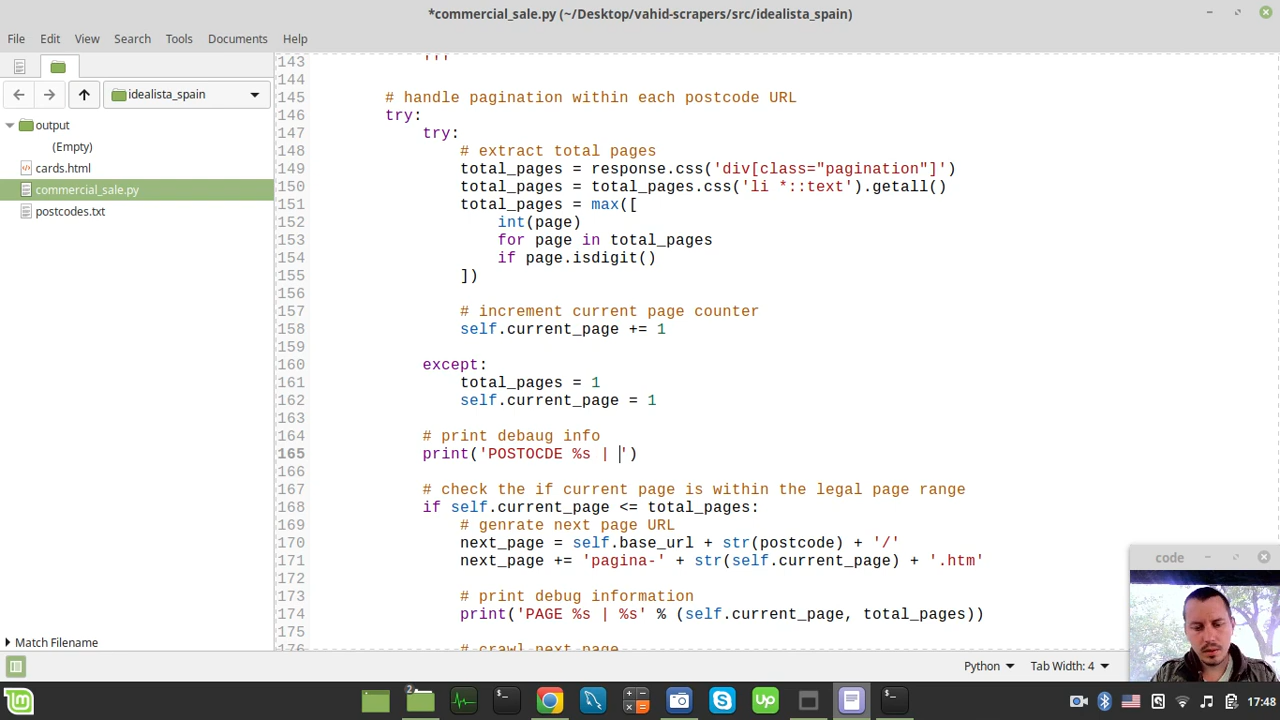 *commercial_sale.py (~/Desktop/vahid-scrapers/src/idealista_spain)
File Edit View Search Tools Documents Help
idealista_spain
output
(Empty)
cards.html
commercial_sale.py
postcodes.txt
Match Filename
143 '''
144
145 # handle pagination within each postcode URL
146 try:
147 try:
148 # extract total pages
149 total_pages = response.css('div[class="pagination"]')
150 total_pages = total_pages.css('li *::text').getall()
151 total_pages = max([
152 int(page)
153 for page in total_pages
154 if page.isdigit()
155 ])
156
157 # increment current page counter
158 self.current_page += 1
159
160 except:
161 total_pages = 1
162 self.current_page = 1
163
164 # print debaug info
165 print('POSTOCDE %s | ')
166
167 # check the if current page is within the legal page range
168 if self.current_page <= total_pages:
169 # genrate next page URL
170 next_page = self.base_url + str(postcode) + '/'
171 next_page += 'pagina-' + str(self.current_page) + '.htm'
172
173 # print debug information
174 print('PAGE %s | %s' % (self.current_page, total_pages))
175
176 # crawl next page
code
Python Tab Width: 4
2
Up
17:48